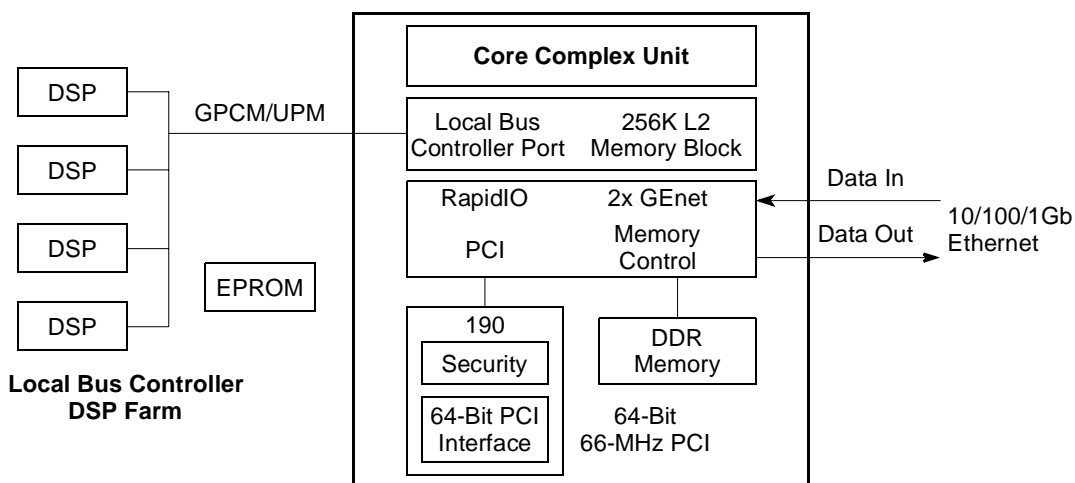 Core Complex Unit
DSP
DSP
DSP
DSP
GPCM/UPM
Local Bus
Controller Port
256K L2
Memory Block
RapidIO
2x GEnet
PCI
Memory
Control
Data In
Data Out
10/100/1Gb
Ethernet
EPROM
190
Security
64-Bit PCI
Interface
DDR
Memory
64-Bit
66-MHz PCI
Local Bus Controller
DSP Farm